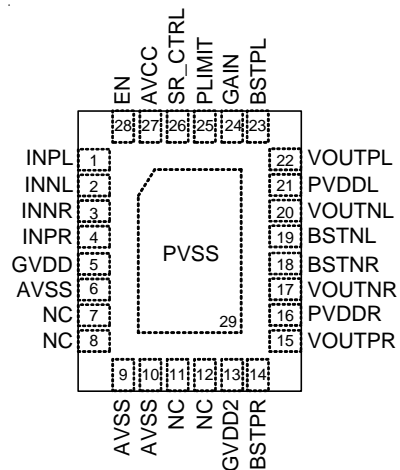 EN AVCC SR_CTRL PLIMIT GAIN BSTPL
28 27 26 25 24 23
INPL 1
INNL 2
INNR 3
INPR 4
GVDD 5
AVSS 6
NC 7
NC 8
22 VOUTPL
21 PVDDL
20 VOUTNL
19 BSTNL
18 BSTNR
17 VOUTNR
16 PVDDR
15 VOUTPR
PVSS
29
9 10 11 12 13 14
AVSS AVSS NC NC GVDD2 BSTPR